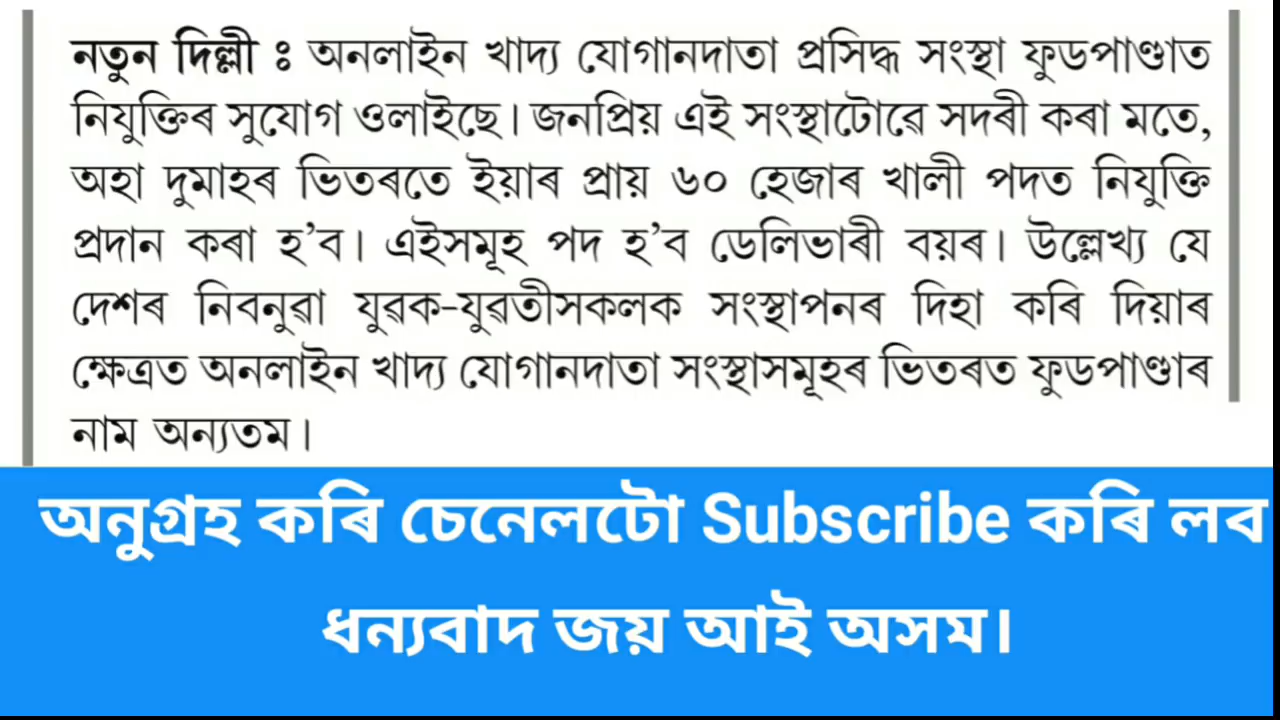 নতুন দিল্লী ঃ অনলাইন খাদ্য যোগানদাতা প্ৰসিদ্ধ সংস্থা ফুডপাণ্ডাত
নিযুক্তিৰ সুযোগ ওলাইছে। জনপ্ৰিয় এই সংস্থাটোৱে সদৰী কৰা মতে,
অহা দুমাহৰ ভিতৰতে ইয়াৰ প্ৰায় ৬০ হেজাৰ খালী পদত নিযুক্তি
প্ৰদান কৰা হ’ব। এইসমূহ পদ হ’ব ডেলিভাৰী বয়ৰ। উল্লেখ্য যে
দেশৰ নিবনুৱা যুৱক-যুৱতীসকলক সংস্থাপনৰ দিহা কৰি দিয়াৰ
ক্ষেত্ৰত অনলাইন খাদ্য যোগানদাতা সংস্থাসমূহৰ ভিতৰত ফুডপাণ্ডাৰ
নাম অন্যতম।
অনুগ্ৰহ কৰি চেনেলটো Subscribe কৰি লব
ধন্যবাদ জয় আই অসম।